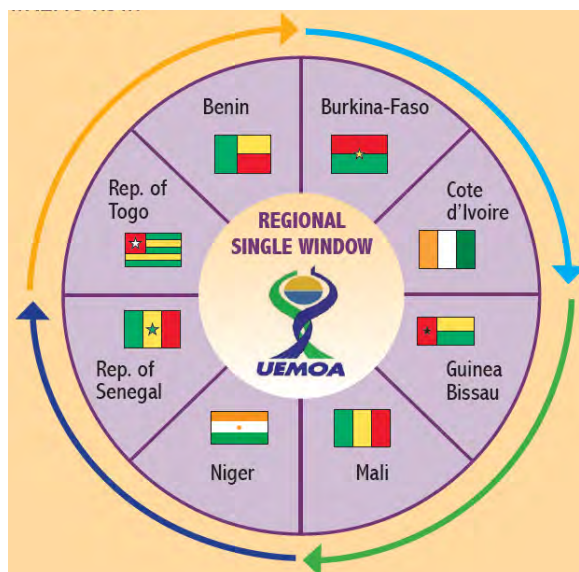 Benin
Burkina-Faso
Cote
d'Ivoire
Guinea
Bissau
Mali
Niger
Rep. of
Senegal
Rep. of
Togo
REGIONAL
SINGLE WINDOW
UEMOA